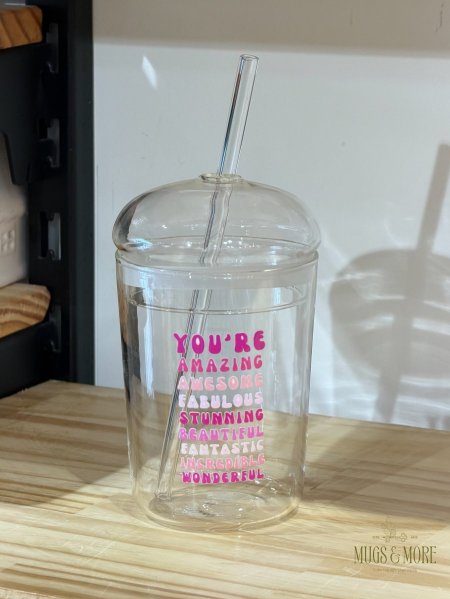 YOU'RE
AMAZING
AWESOME
FABULOUS
STUNNING
BEAUTIFUL
FANTASTIC
INCREDIBLE
WONDERFUL
MUGS & MORE